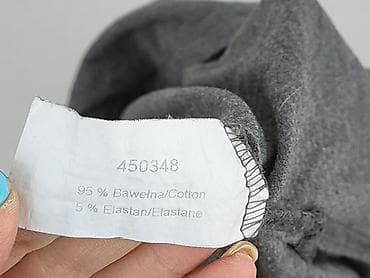 450348
95 % Bawełna/Cotton
5 % Elastan/Elastane